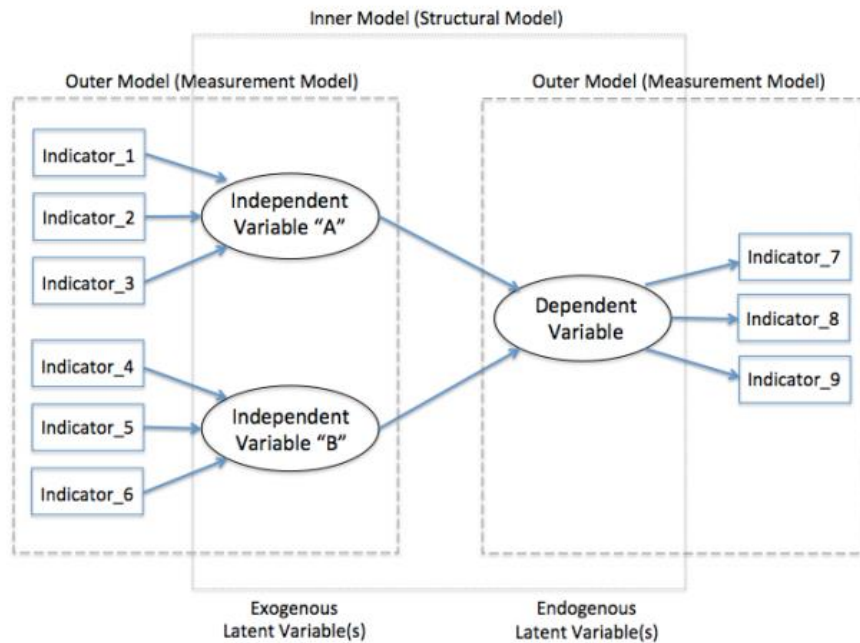 Inner Model (Structural Model)
Outer Model (Measurement Model)
Outer Model (Measurement Model)
Indicator_1
Indicator_2
Indicator_3
Independent
Variable “A”
Indicator_4
Indicator_5
Indicator_6
Independent
Variable “B”
Dependent
Variable
Indicator_7
Indicator_8
Indicator_9
Exogenous
Latent Variable(s)
Endogenous
Latent Variable(s)